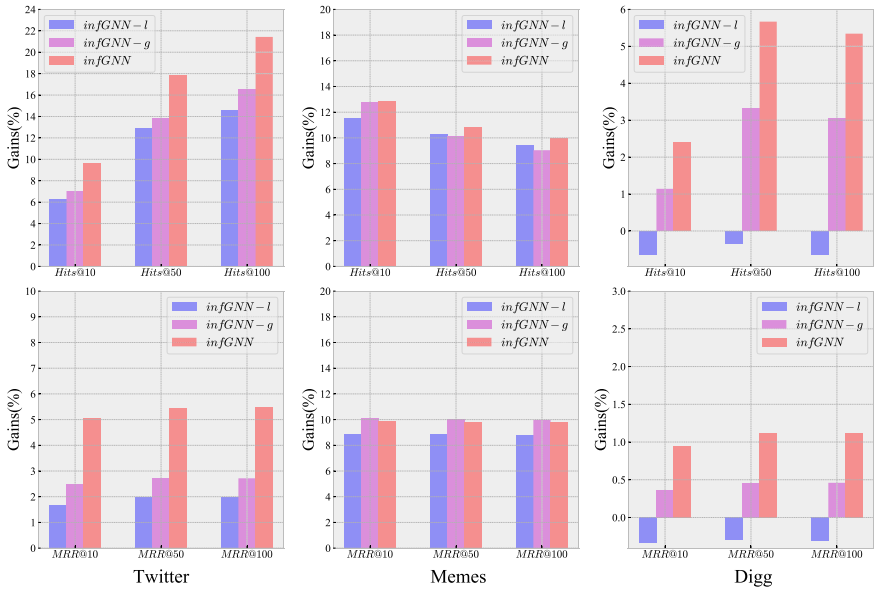 24
22
20
18
16
14
12
10
8
6
4
2
0
Gains(%)
infGNN−l
infGNN−g
infGNN
Hits@10 Hits@50 Hits@100
20
18
16
14
12
10
8
6
4
2
0
Gains(%)
infGNN−l
infGNN−g
infGNN
Hits@10 Hits@50 Hits@100
6
5
4
3
2
1
0
Gains(%)
infGNN−l
infGNN−g
infGNN
Hits@10 Hits@50 Hits@100
10
9
8
7
6
5
4
3
2
1
0
Gains(%)
infGNN−l
infGNN−g
infGNN
MRR@10 MRR@50 MRR@100
Twitter
20
18
16
14
12
10
8
6
4
2
0
Gains(%)
infGNN−l
infGNN−g
infGNN
MRR@10 MRR@50 MRR@100
Memes
3.0
2.5
2.0
1.5
1.0
0.5
0.0
Gains(%)
infGNN−l
infGNN−g
infGNN
MRR@10 MRR@50 MRR@100
Digg